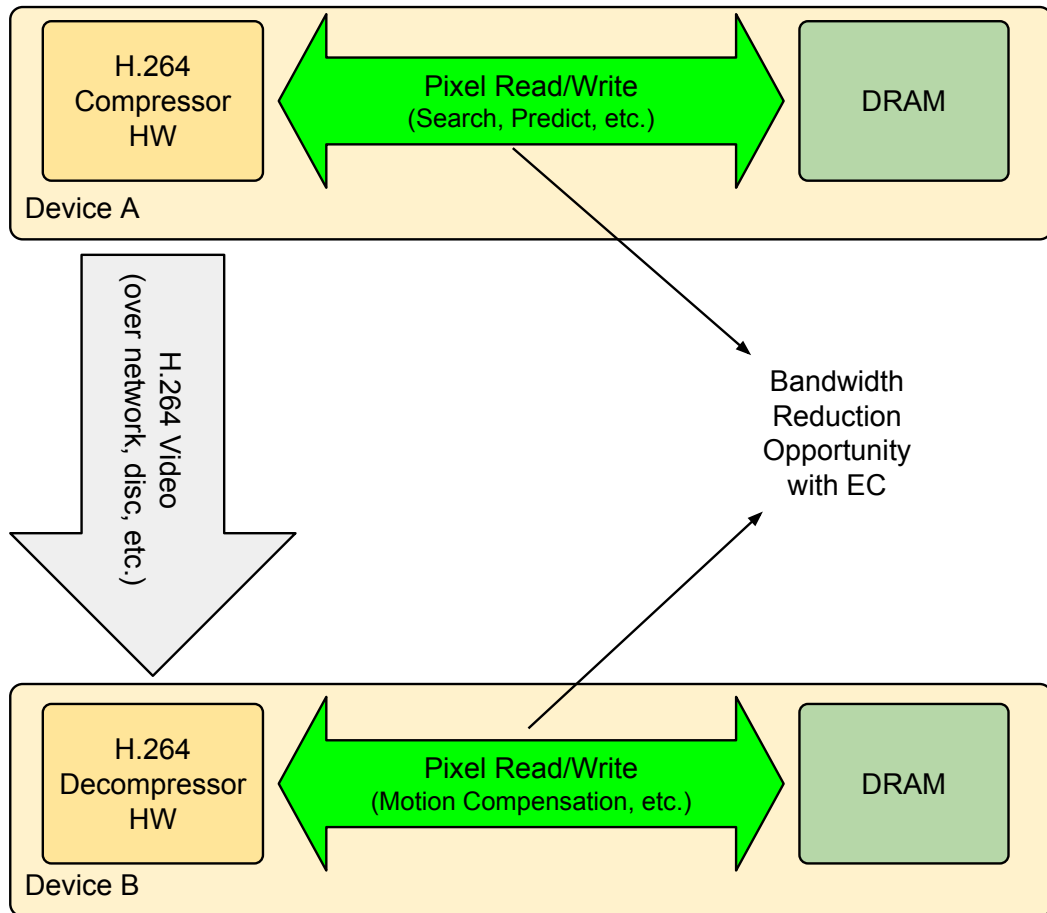 H.264
Compressor
HW
Pixel Read/Write
(Search, Predict, etc.)
DRAM
Device A
H.264 Video
(over network, disc, etc.)
Bandwidth
Reduction
Opportunity
with EC
H.264
Decompressor
HW
Pixel Read/Write
(Motion Compensation, etc.)
DRAM
Device B